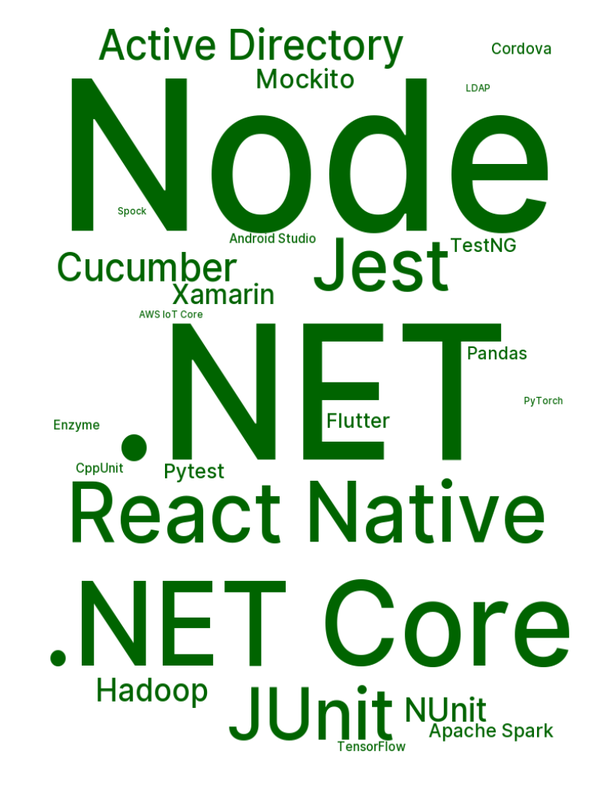 Active Directory
Cordova
Mockito
LDAP
Node
Spock
Android Studio
Jest
TestNG
Cucumber
Xamarin
AWS IoT Core
.NET
Pandas
PyTorch
Flutter
Enzyme
CppUnit
Pytest
React Native
.NET Core
Hadoop
JUnit
NUnit
Apache Spark
TensorFlow